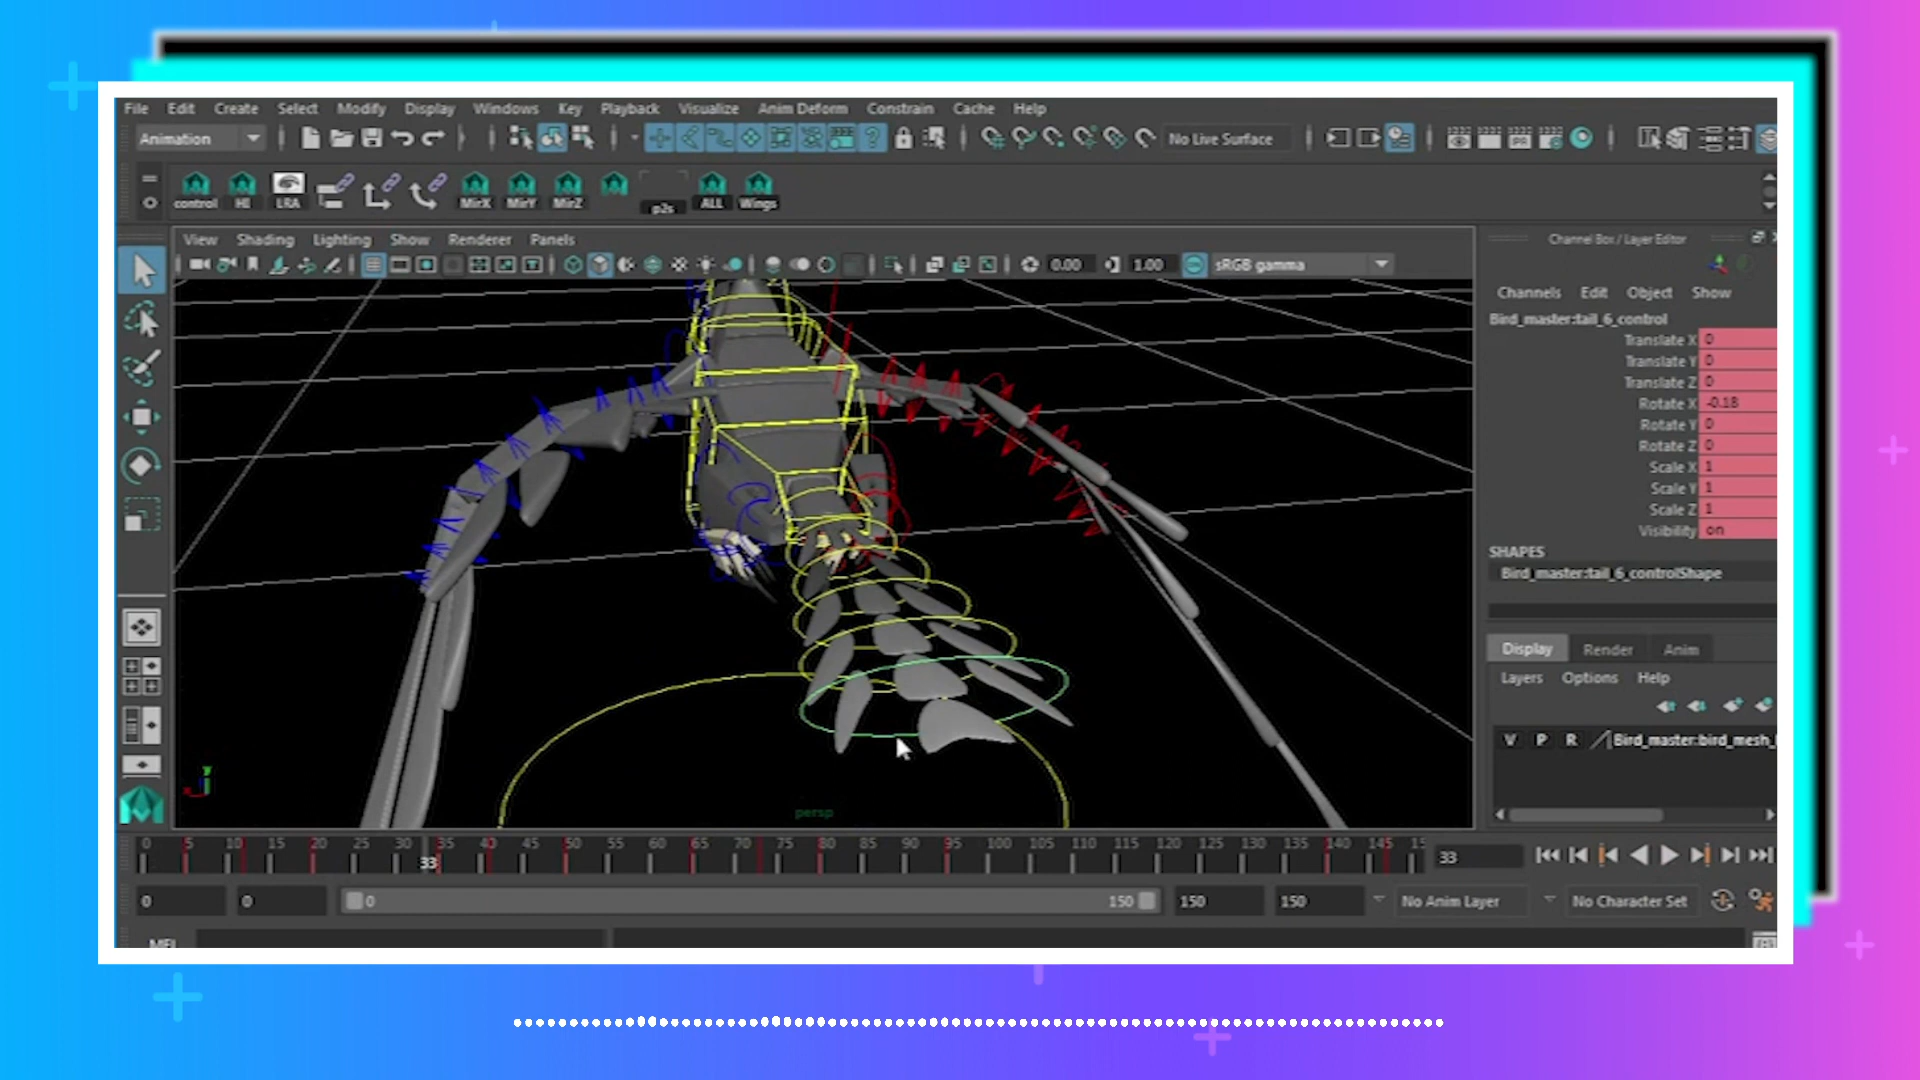 File Edit Create Select Modify Display Windows Key Playback Visualize Anim Deform Constrain Cache Help
Animation No Live Surface
control HI LRA MirX MirY MirZ p2s ALL Wings
View Shading Lighting Show Renderer Panels
0.00 1.00 sRGB gamma
Channel Box / Layer Editor
Channels Edit Object Show
Bird_master:tail_6_control
Translate X 0
Translate Y 0
Translate Z 0
Rotate X -0.18
Rotate Y 0
Rotate Z 0
Scale X 1
Scale Y 1
Scale Z 1
Visibility on
SHAPES
Bird_master:tail_6_controlShape
Display Render Anim
Layers Options Help
V P R Bird_master:bird_mesh_
y
persp
0 5 10 15 20 25 30 35 40 45 50 55 60 65 70 75 80 85 90 95 100 105 110 115 120 125 130 135 140 145 15
33 33
0 0 0 150 150 150 No Anim Layer No Character Set
MEL